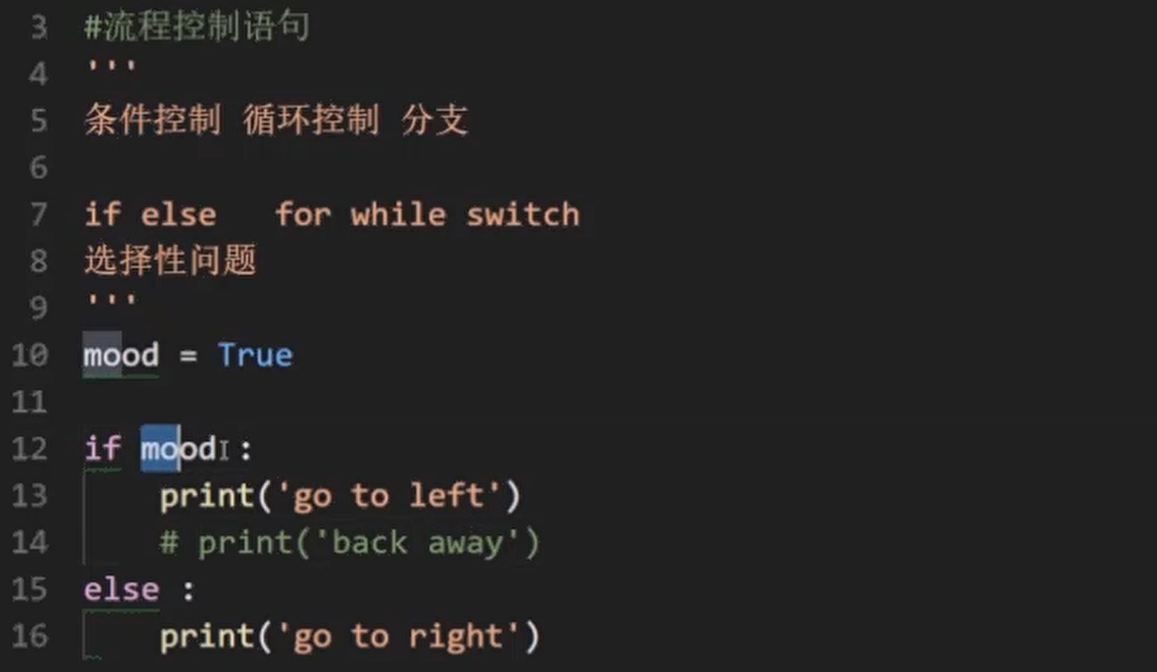 3 #流程控制语句
4 '''
5 条件控制 循环控制 分支
6
7 if else   for while switch
8 选择性问题
9 '''
10 mood = True
11
12 if mood :
13     print('go to left')
14     # print('back away')
15 else :
16     print('go to right')